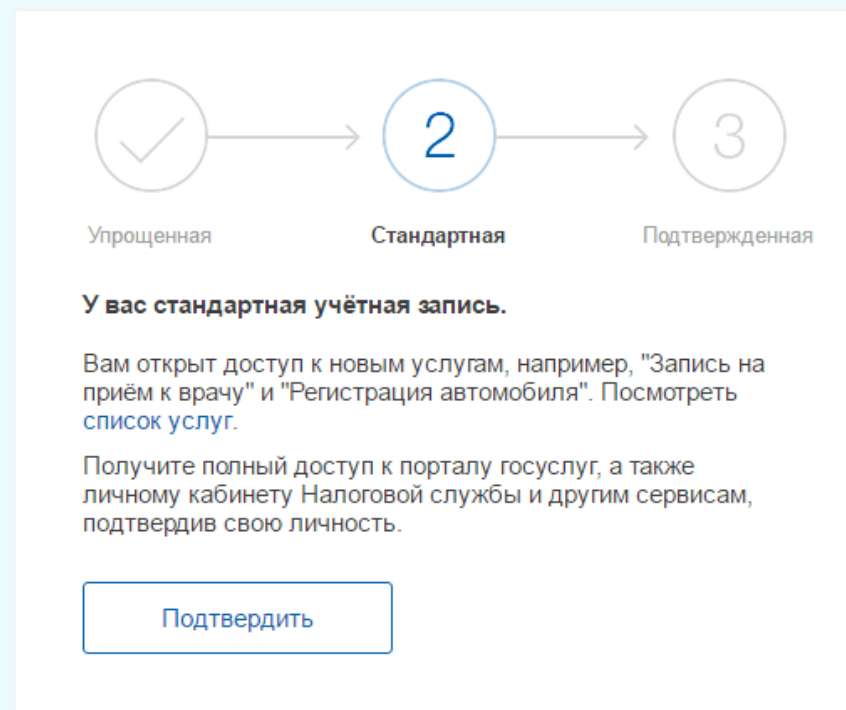 2
3
Упрощенная
Стандартная
Подтвержденная
У вас стандартная учётная запись.
Вам открыт доступ к новым услугам, например, "Запись на
приём к врачу" и "Регистрация автомобиля". Посмотреть
список услуг.
Получите полный доступ к порталу госуслуг, а также
личному кабинету Налоговой службы и другим сервисам,
подтвердив свою личность.
Подтвердить